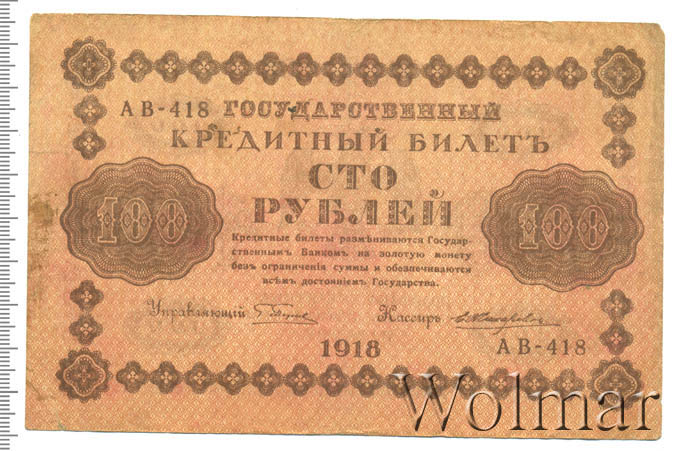 АВ-418 ГОСУДАРСТВЕННЫЙ
КРЕДИТНЫЙ БИЛЕТЪ
СТО
100 РУБЛЕЙ 100
Кредитные билеты размѣниваются Государ-
ственнымъ Банкомъ на золотую монету
безъ ограниченія суммы и обезпечиваются
всѣмъ достояніемъ Государства.
Управляющій Кассиръ
1918 АВ-418
Wolmar